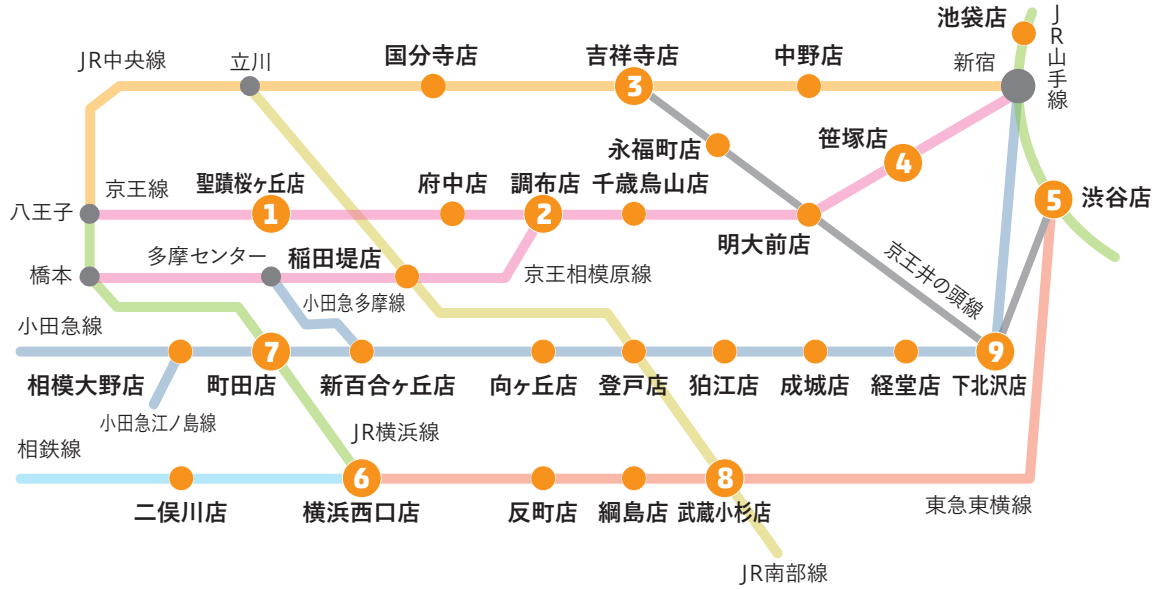 池袋店
JR山手線
JR中央線
立川
国分寺店
吉祥寺店
中野店
新宿
3
永福町店
笹塚店
4
京王線
聖蹟桜ヶ丘店
府中店
調布店
千歳烏山店
5
渋谷店
八王子
1
2
明大前店
多摩センター
稲田堤店
京王相模原線
京王井の頭線
橋本
小田急多摩線
小田急線
7
9
相模大野店
町田店
新百合ヶ丘店
向ヶ丘店
登戸店
狛江店
成城店
経堂店
下北沢店
小田急江ノ島線
JR横浜線
相鉄線
6
8
二俣川店
横浜西口店
反町店
綱島店
武蔵小杉店
東急東横線
JR南部線